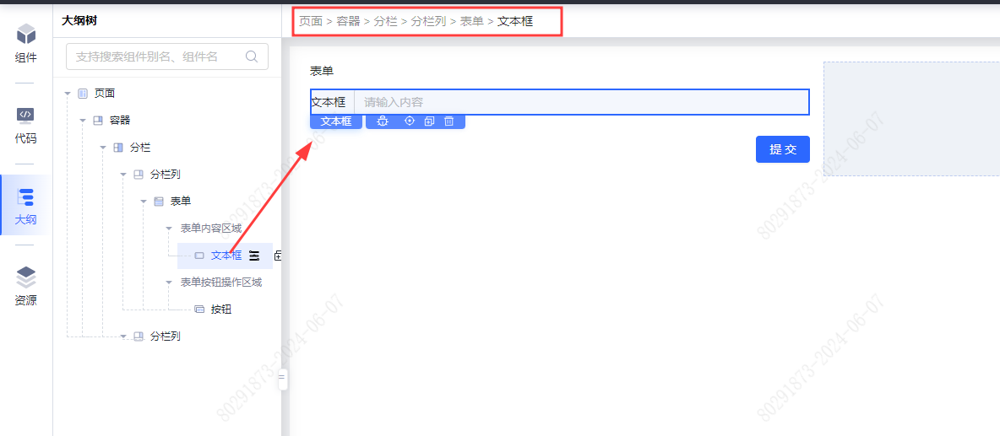 组件
代码
大纲
资源
大纲树
支持搜索组件别名、组件名
页面
容器
分栏
分栏列
表单
表单内容区域
文本框
表单按钮操作区域
按钮
分栏列
页面 > 容器 > 分栏 > 分栏列 > 表单 > 文本框
表单
文本框 请输入内容
文本框
提 交
80291873-2024-06-07
80291873-2024-06-07
80291873-2024-06-07
80291873-2024-06-07